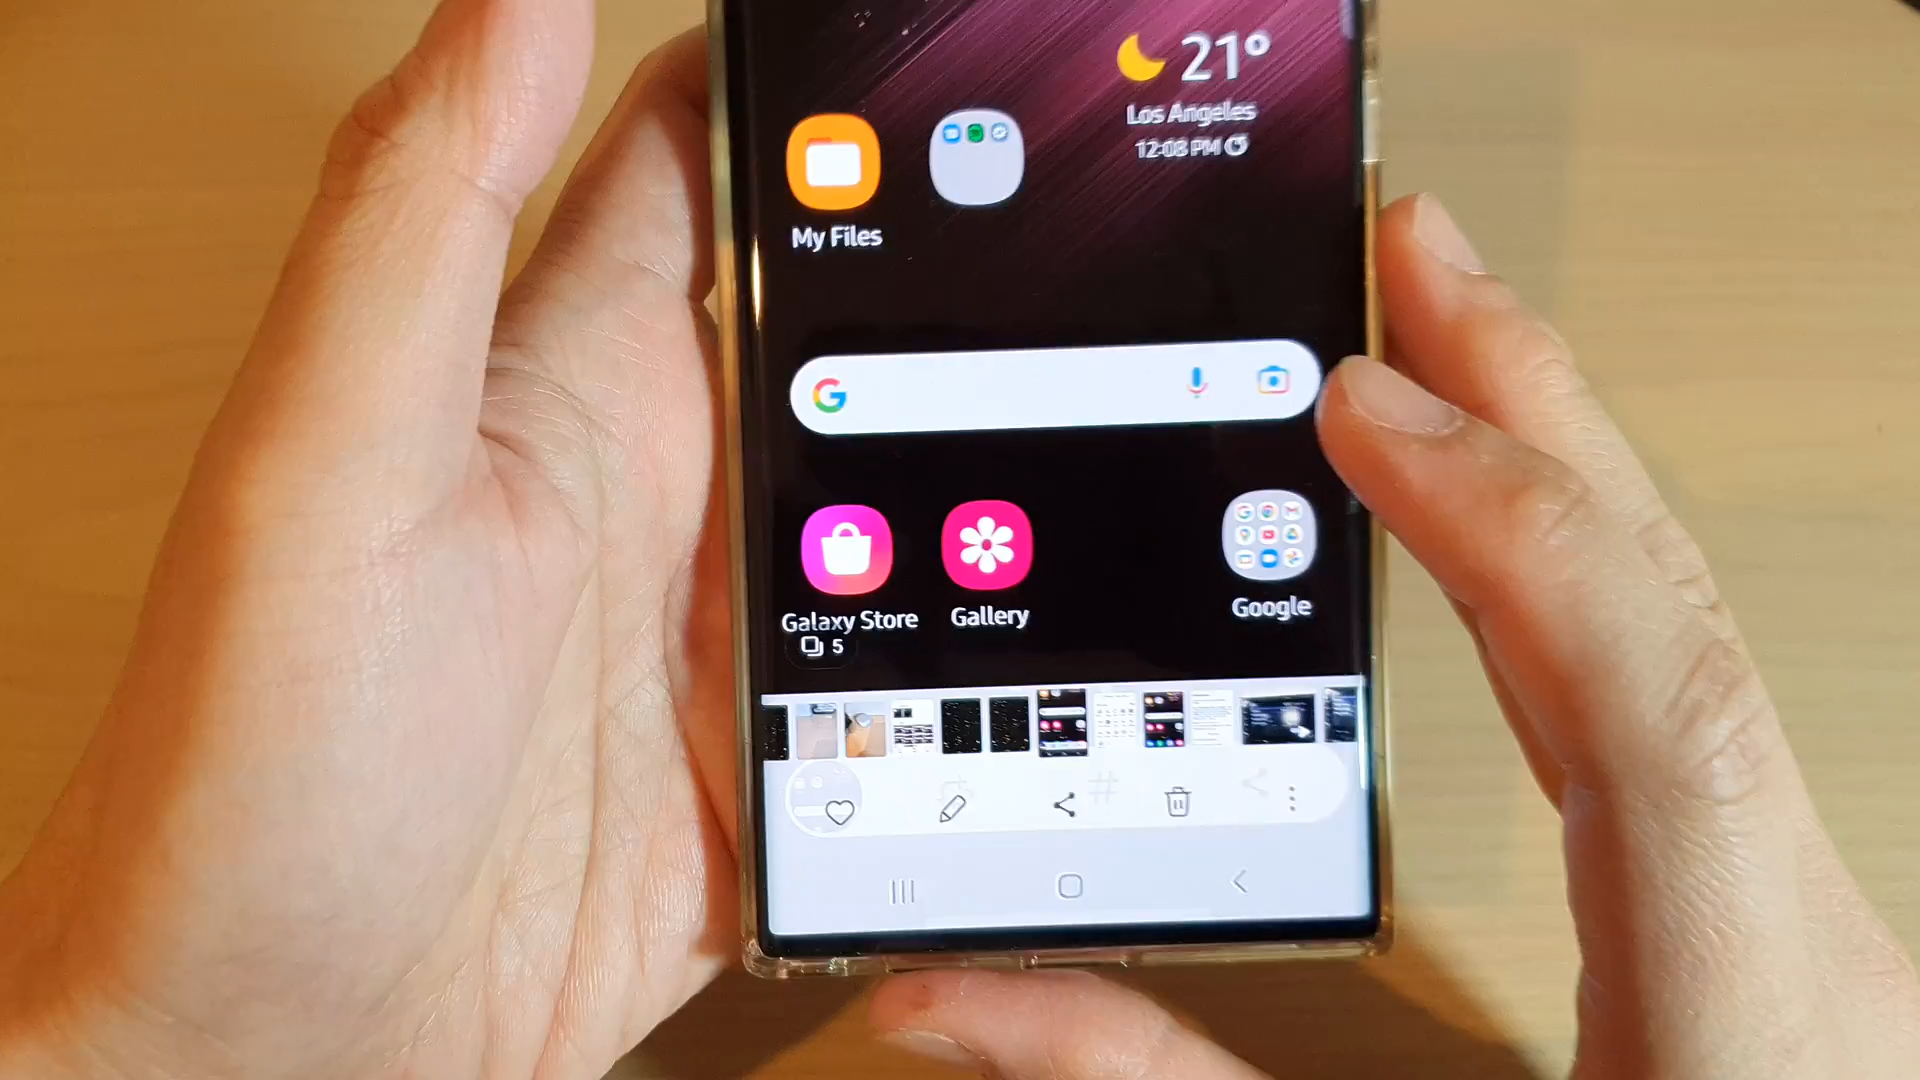 21°
Los Angeles
12:08 PM
My Files
G
Galaxy Store
Gallery
Google
5
#